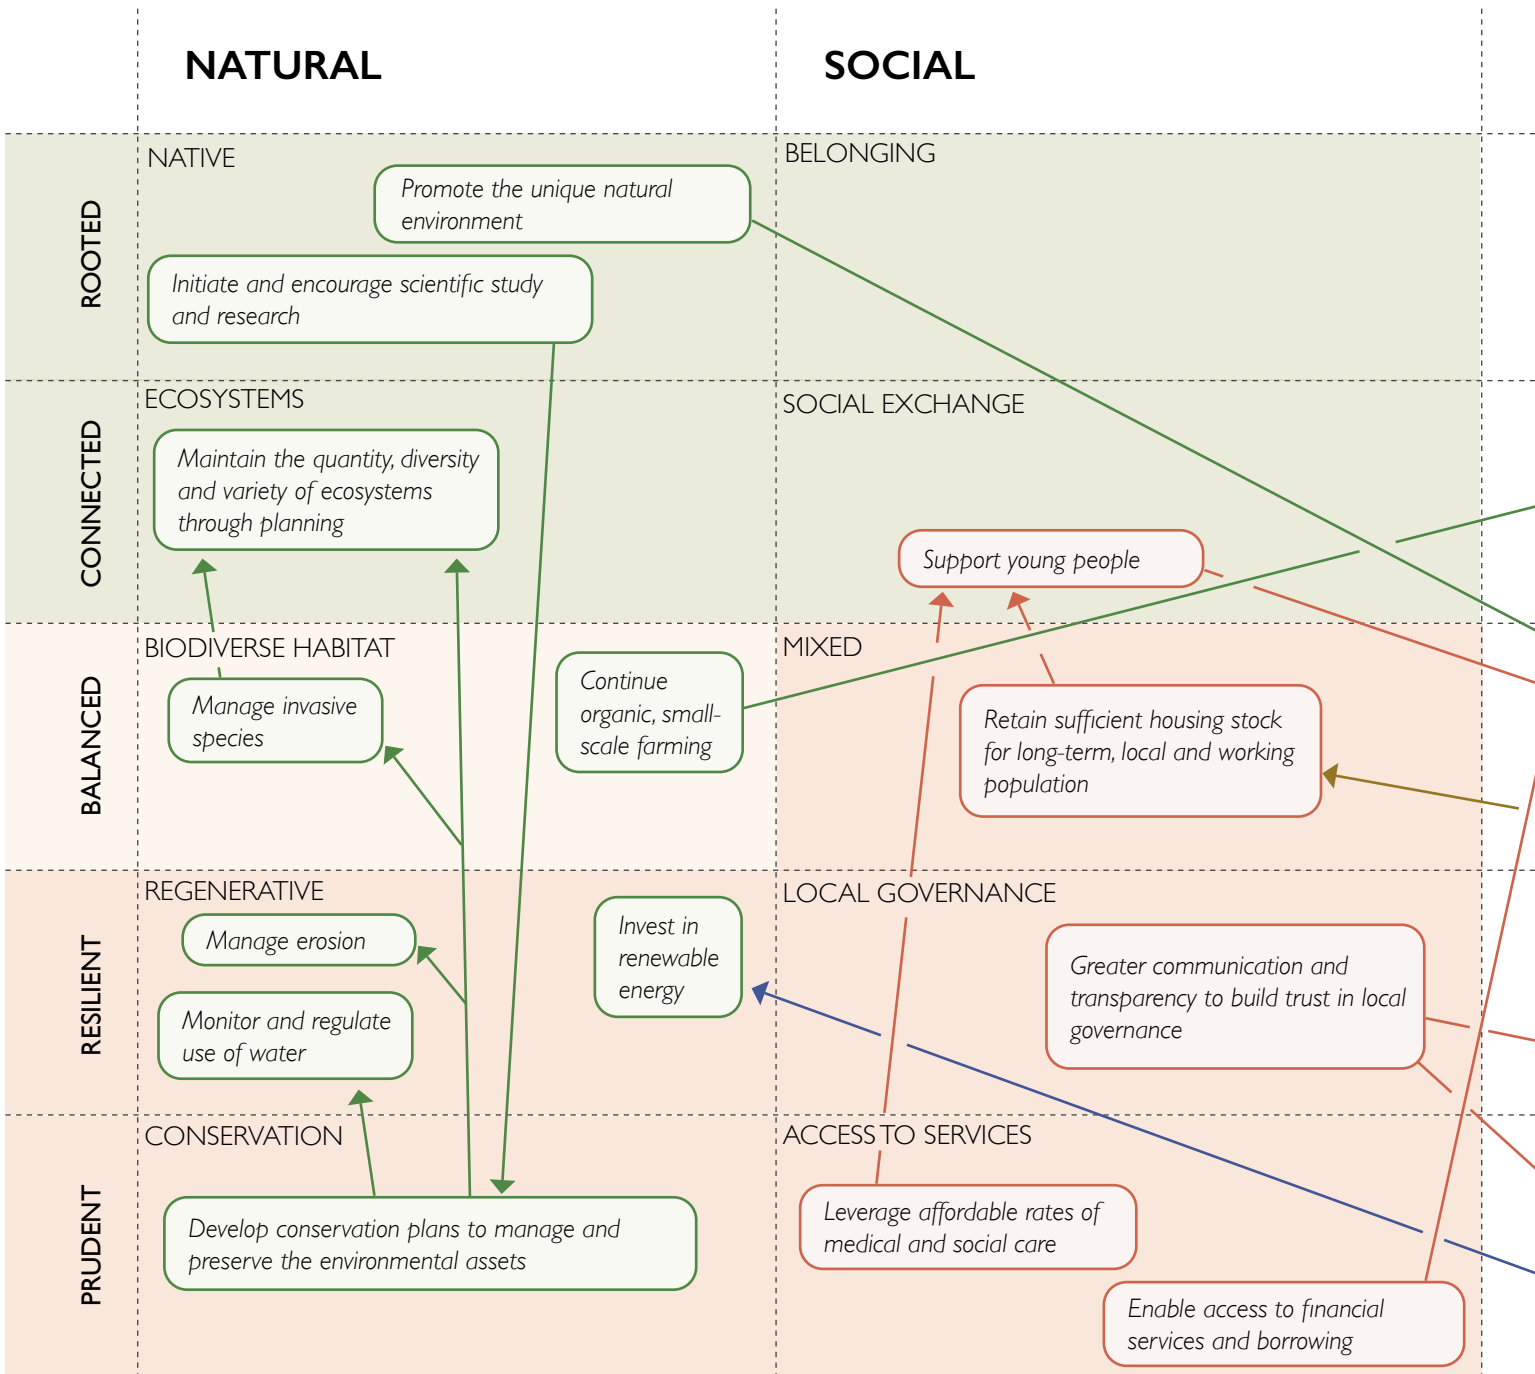 NATURAL
SOCIAL
ROOTED
NATIVE
Promote the unique natural
environment
Initiate and encourage scientific study
and research
BELONGING
CONNECTED
ECOSYSTEMS
Maintain the quantity, diversity
and variety of ecosystems
through planning
SOCIAL EXCHANGE
Support young people
BALANCED
BIODIVERSE HABITAT
Manage invasive
species
Continue
organic, small-
scale farming
MIXED
Retain sufficient housing stock
for long-term, local and working
population
RESILIENT
REGENERATIVE
Manage erosion
Monitor and regulate
use of water
Invest in
renewable
energy
LOCAL GOVERNANCE
Greater communication and
transparency to build trust in local
governance
PRUDENT
CONSERVATION
Develop conservation plans to manage and
preserve the environmental assets
ACCESS TO SERVICES
Leverage affordable rates of
medical and social care
Enable access to financial
services and borrowing